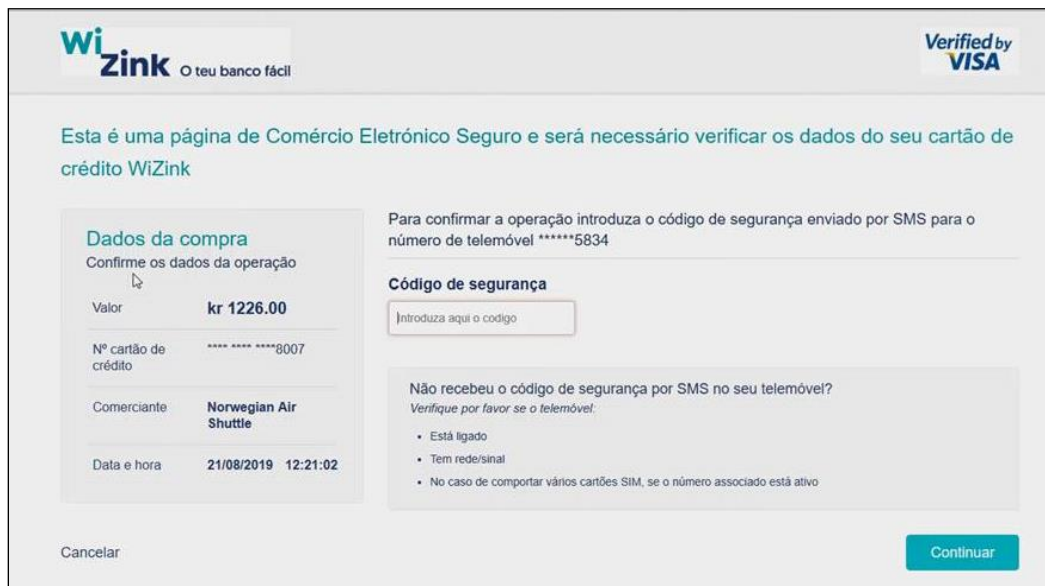 WiZink O teu banco fácil
Verified by
VISA
Esta é uma página de Comércio Eletrónico Seguro e será necessário verificar os dados do seu cartão de
crédito WiZink
Dados da compra
Confirme os dados da operação
Valor kr 1226.00
Nº cartão de
crédito **** **** ****8007
Comerciante Norwegian Air
Shuttle
Data e hora 21/08/2019 12:21:02
Para confirmar a operação introduza o código de segurança enviado por SMS para o
número de telemóvel ******5834
Código de segurança
Introduza aqui o codigo
Não recebeu o código de segurança por SMS no seu telemóvel?
Verifique por favor se o telemóvel:
• Está ligado
• Tem rede/sinal
• No caso de comportar vários cartões SIM, se o número associado está ativo
Cancelar
Continuar